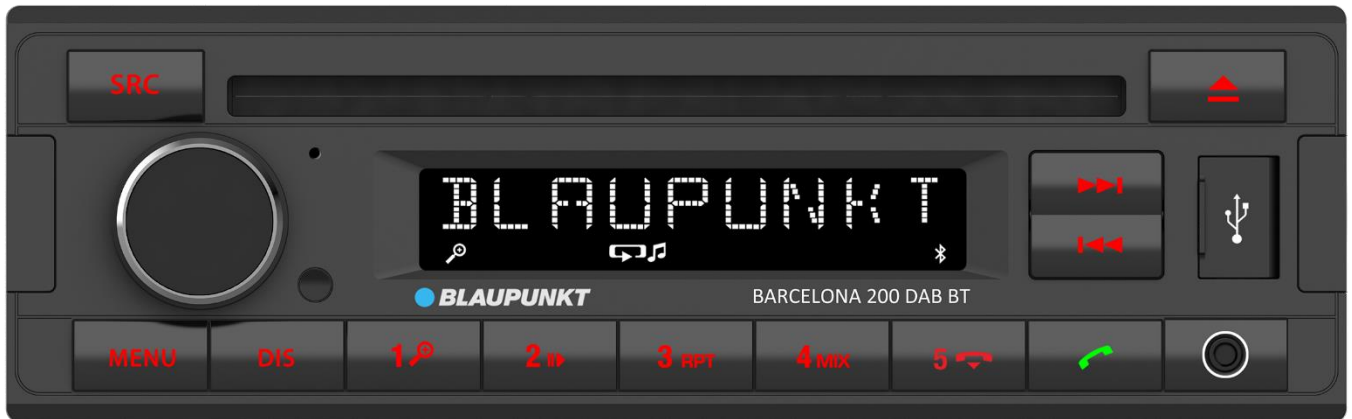 SRC
BLAUPUNKT
BLAUPUNKT
BARCELONA 200 DAB BT
MENU
DIS
1
2
3 RPT
4 MIX
5